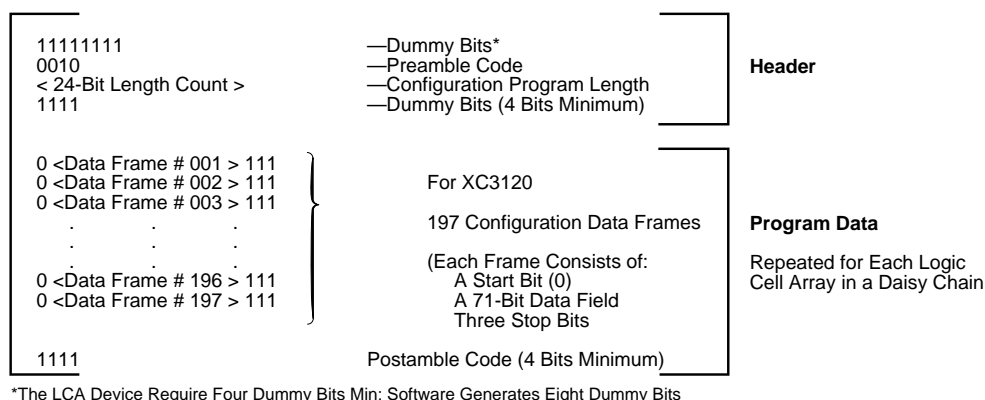 11111111 —Dummy Bits*
0010 —Preamble Code
< 24-Bit Length Count > —Configuration Program Length
1111 —Dummy Bits (4 Bits Minimum)
Header
0 <Data Frame # 001 > 111
0 <Data Frame # 002 > 111
0 <Data Frame # 003 > 111
. . .
. . .
. . .
0 <Data Frame # 196 > 111
0 <Data Frame # 197 > 111
For XC3120
197 Configuration Data Frames
(Each Frame Consists of:
A Start Bit (0)
A 71-Bit Data Field
Three Stop Bits
Program Data
Repeated for Each Logic
Cell Array in a Daisy Chain
1111 Postamble Code (4 Bits Minimum)
*The LCA Device Require Four Dummy Bits Min; Software Generates Eight Dummy Bits